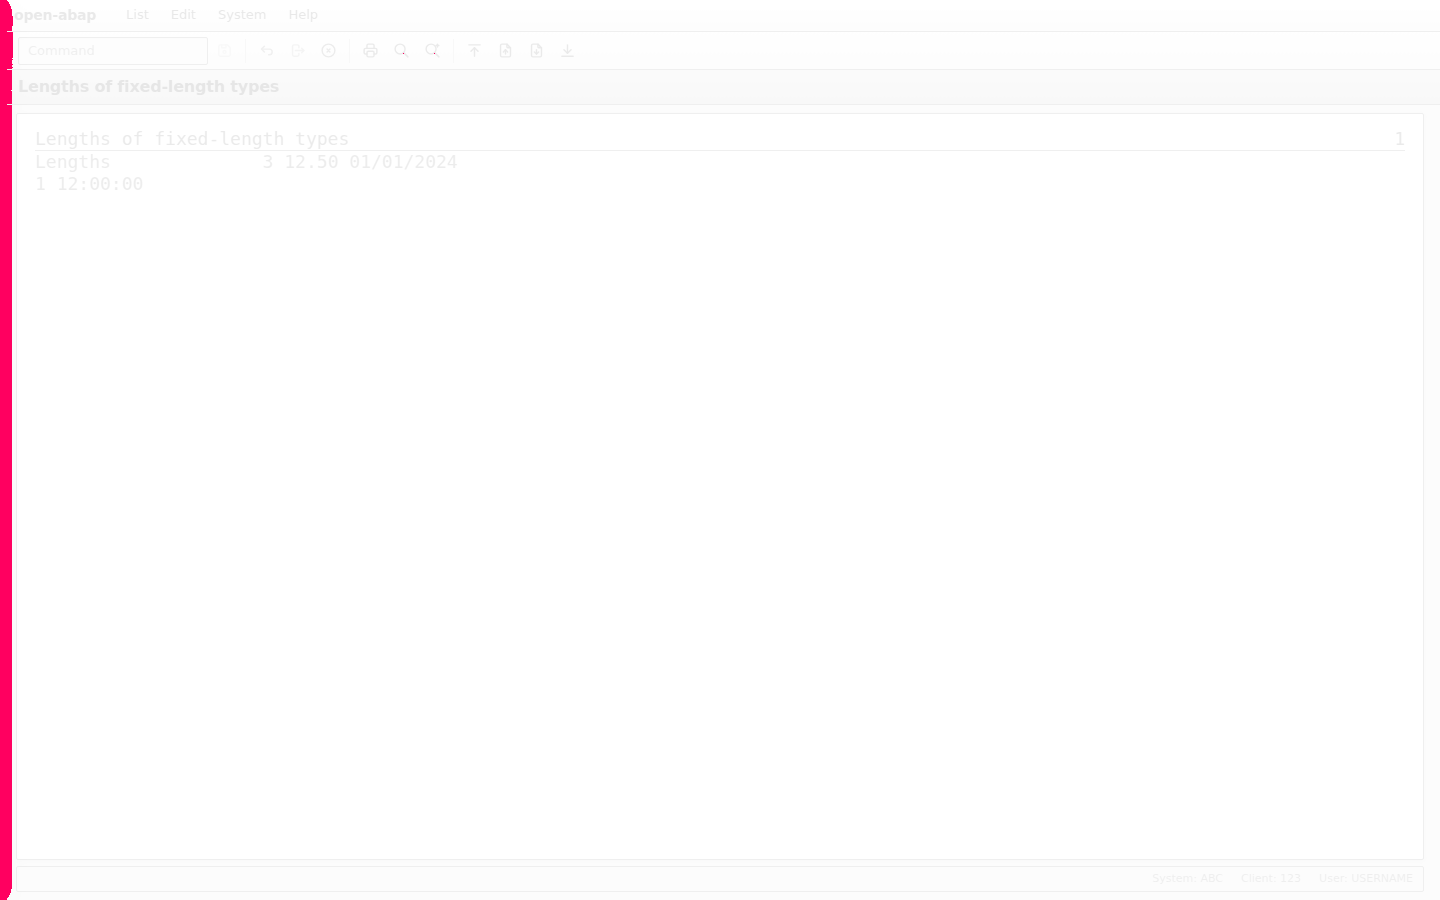 open-abap List Edit System Help
Command
Lengths of fixed-length types
Lengths of fixed-length types 1
Lengths 3 12.50 01/01/2024
1 12:00:00
System: ABC Client: 123 User: USERNAME